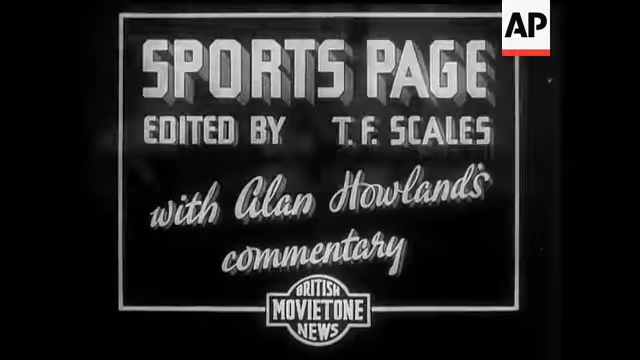 AP
SPORTS PAGE
EDITED BY T. F. SCALES
with Alan Howland's
commentary
BRITISH
MOVIETONE
NEWS